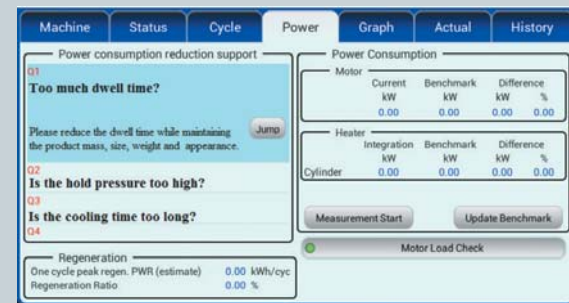 Machine Status Cycle Power Graph Actual History
Power consumption reduction support
Q1
Too much dwell time?
Please reduce the dwell time while maintaining
the product mass, size, weight and appearance.
Jump
Q2
Is the hold pressure too high?
Q3
Is the cooling time too long?
Q4
Regeneration
One cycle peak regen. PWR (estimate) 0.00 kWh/cyc
Regeneration Ratio 0.00 %
Power Consumption
Motor
Current Benchmark Difference
kW kW kW %
0.00 0.00 0.00 0.00
Heater
Integration Benchmark Difference
kW kW kW %
Cylinder 0.00 0.00 0.00 0.00
Measurement Start Update Benchmark
Motor Load Check